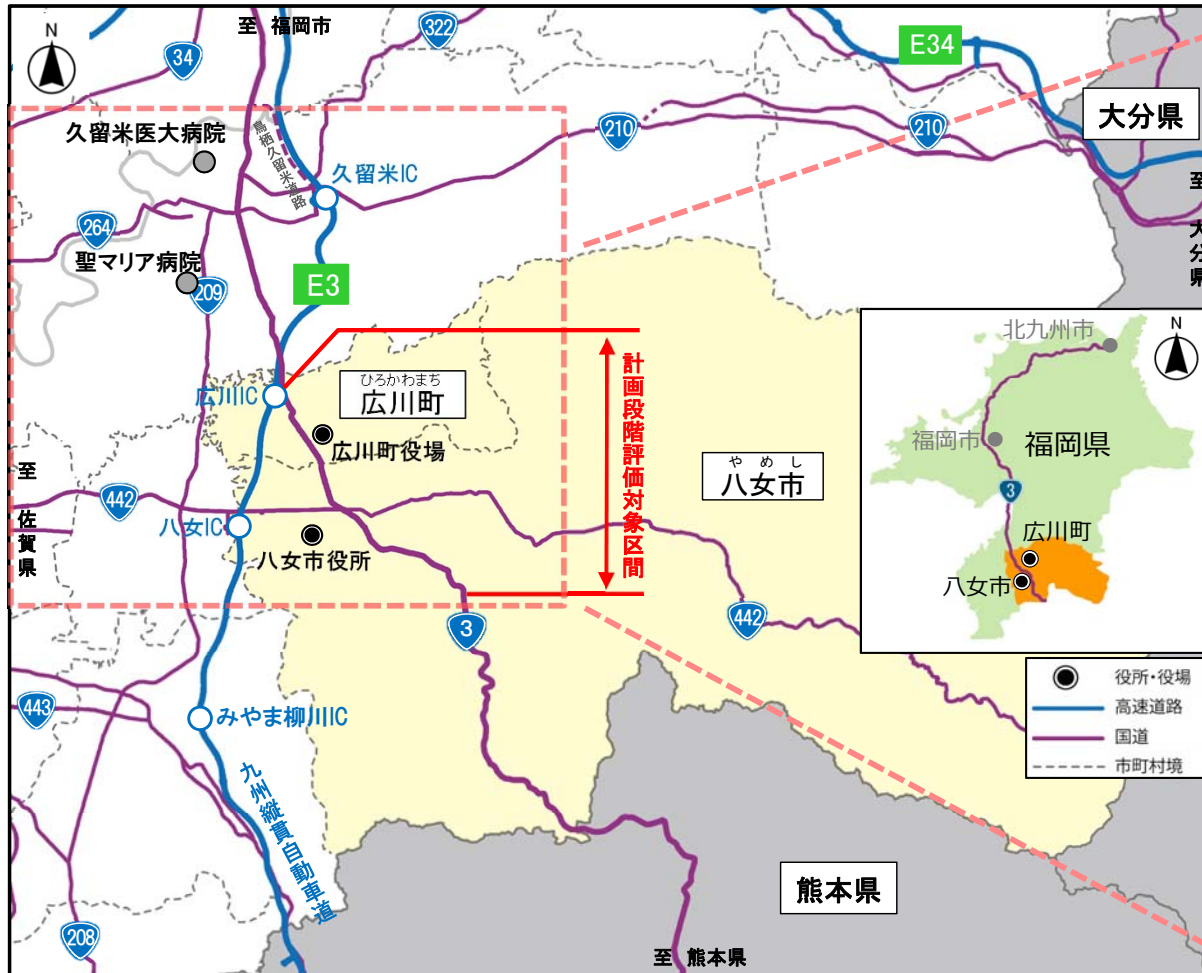 至 福岡市
N
34
322
E34
大分県
久留米医大病院
鳥栖久留米道路
久留米IC
210
210
至 大分県
264
聖マリア病院
209
E3
ひろかわまち
広川町
広川IC
広川町役場
計画段階評価対象区間
やめし
八女市
至 佐賀県
442
八女IC
八女市役所
3
442
443
みやま柳川IC
九州縦貫自動車道
208
熊本県
至 熊本県
N
北九州市
福岡市
福岡県
3
広川町
八女市
役所・役場
高速道路
国道
市町村境